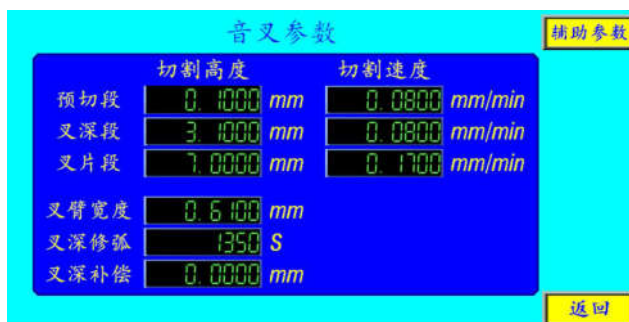 音叉参数
辅助参数
切割高度 切割速度
预切段 0.1000 mm 0.0800 mm/min
叉深段 3.1000 mm 0.0800 mm/min
叉片段 7.0000 mm 0.1700 mm/min
叉臂宽度 0.6100 mm
叉深修弧 1350 S
叉深补偿 0.0000 mm
返回